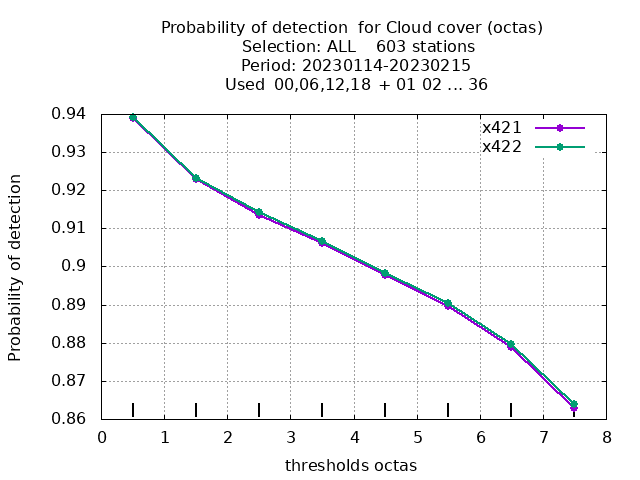 Probability of detection  for Cloud cover (octas)
Selection: ALL    603 stations
Period: 20230114-20230215
Used  00,06,12,18  + 01 02 ... 36
x421
x422
Probability of detection
0.94
0.93
0.92
0.91
0.9
0.89
0.88
0.87
0.86
0 1 2 3 4 5 6 7 8
thresholds octas